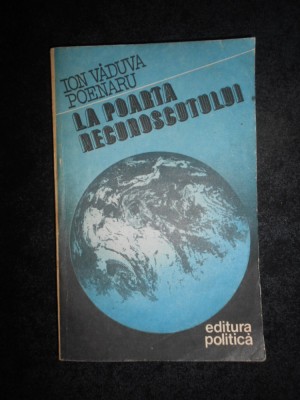 ION VĂDUVA
POENARU
LA POARTA
NECUNOSCUTULUI
editura
politică